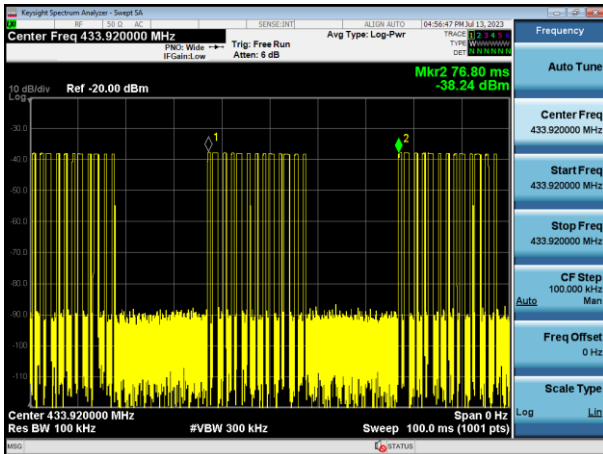 Keysight Spectrum Analyzer - Swept SA
RF 50 Ω AC SENSE:INT ALIGN AUTO 04:56:47 PM Jul 13, 2023
Center Freq 433.920000 MHz
PNO: Wide
IFGain:Low
Trig: Free Run
Atten: 6 dB
Avg Type: Log-Pwr
TRACE 1 2 3 4 5 6
TYPE WWWWWW
DET N N N N N N
Mkr2 76.80 ms
-38.24 dBm
10 dB/div Ref -20.00 dBm
Log
1
2
-30.0
-40.0
-50.0
-60.0
-70.0
-80.0
-90.0
-100
-110
Center 433.920000 MHz Span 0 Hz
Res BW 100 kHz #VBW 300 kHz Sweep 100.0 ms (1001 pts)
MSG STATUS
Frequency
Auto Tune
Center Freq
433.920000 MHz
Start Freq
433.920000 MHz
Stop Freq
433.920000 MHz
CF Step
100.000 kHz
Auto Man
Freq Offset
0 Hz
Scale Type
Log Lin